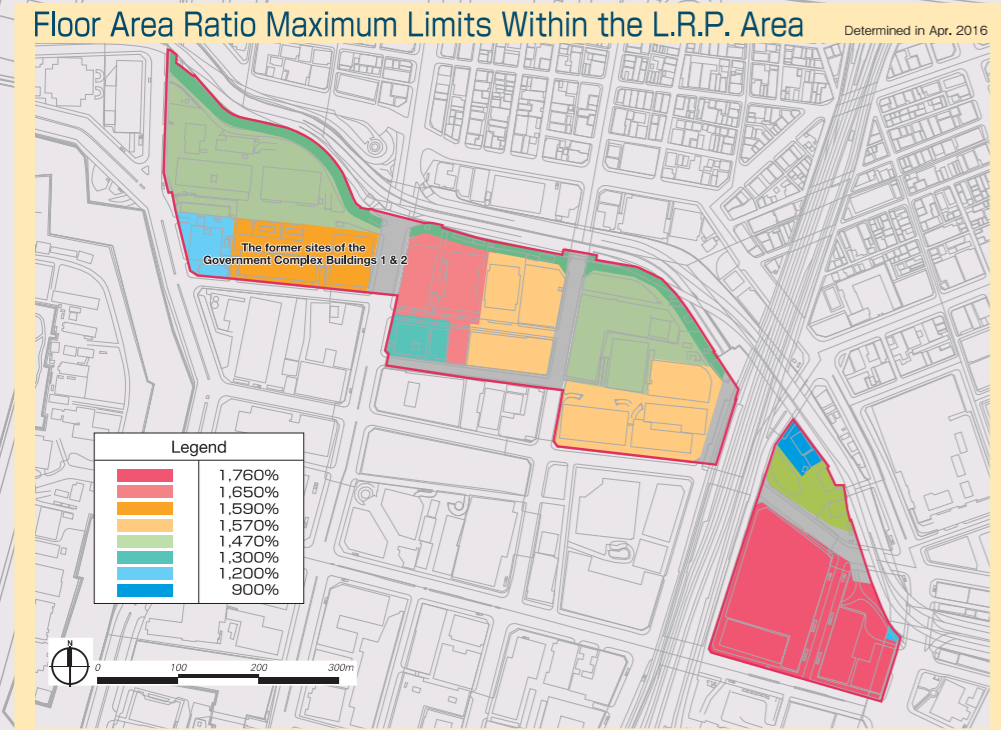 Floor Area Ratio Maximum Limits Within the L.R.P. Area
Determined in Apr. 2016
The former sites of the
Government Complex Buildings 1 & 2
Legend
1,760%
1,650%
1,590%
1,570%
1,470%
1,300%
1,200%
900%
N
0 100 200 300m